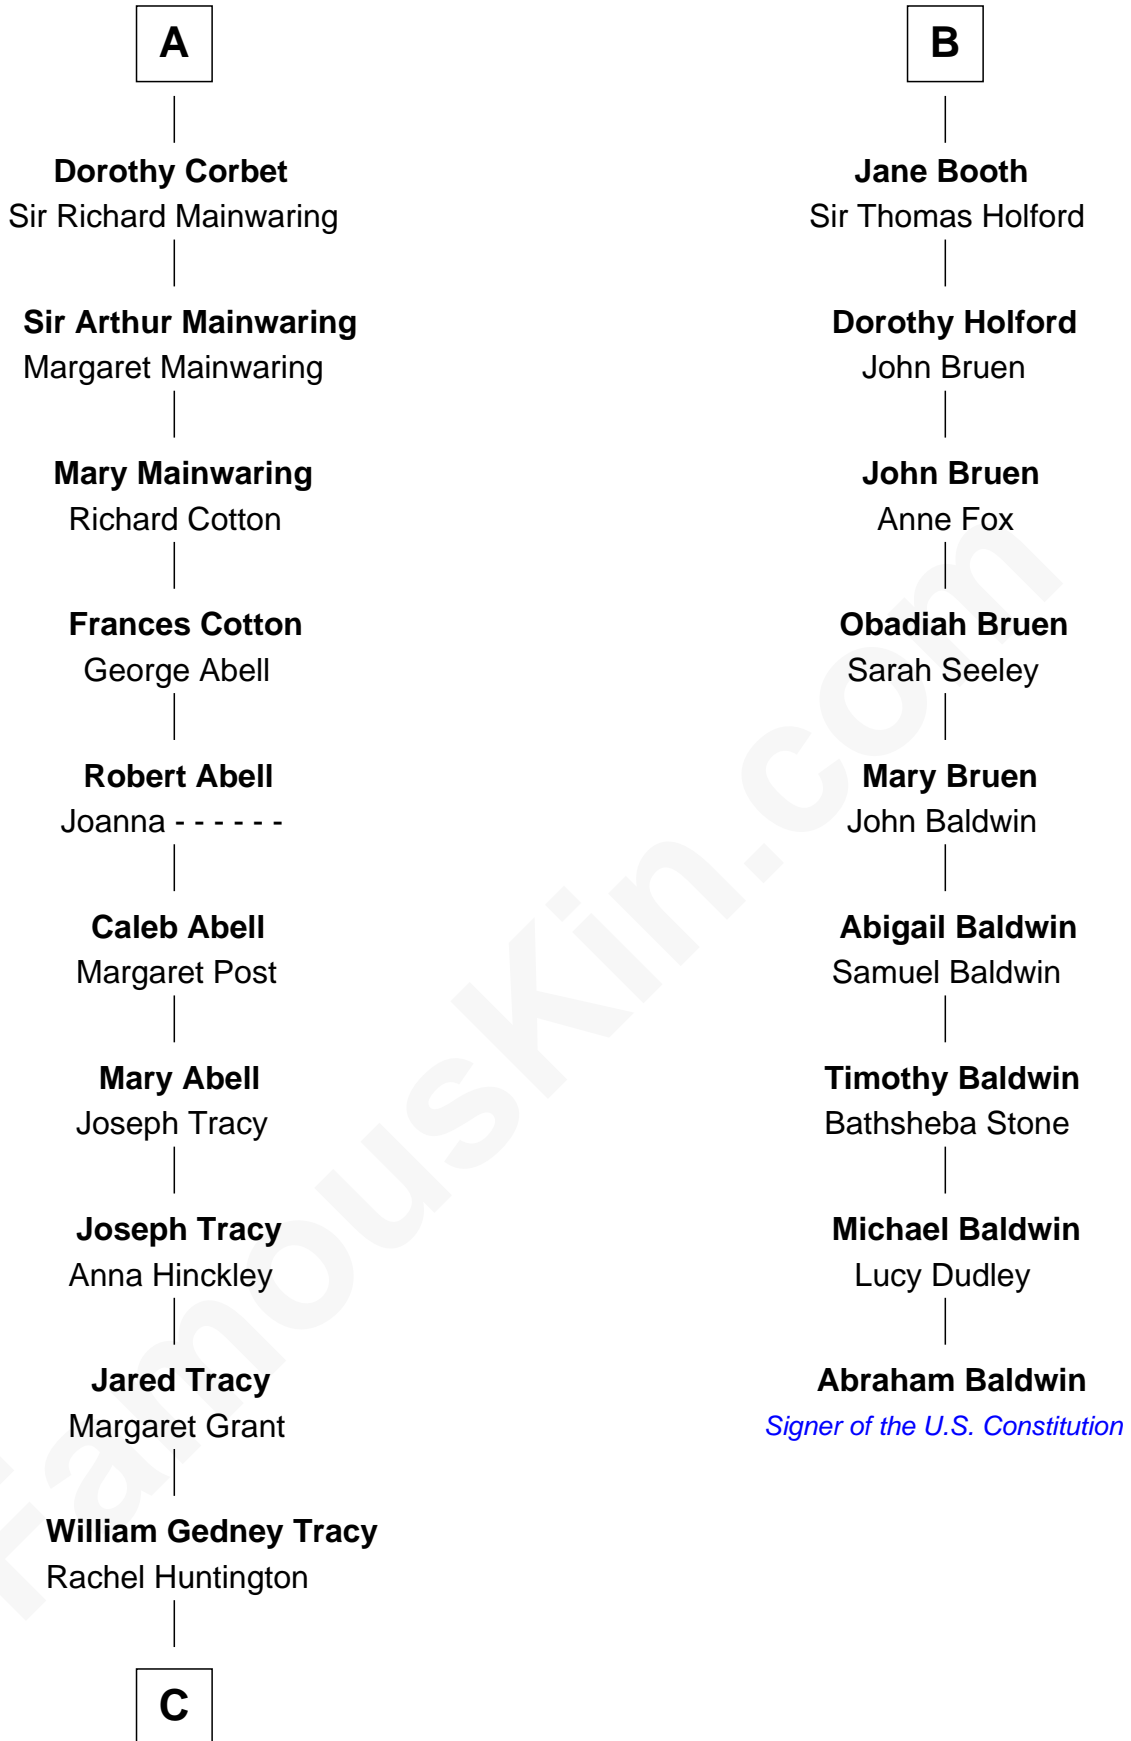 A
Dorothy Corbet
Sir Richard Mainwaring
Sir Arthur Mainwaring
Margaret Mainwaring
Mary Mainwaring
Richard Cotton
Frances Cotton
George Abell
Robert Abell
Joanna - - - - - -
Caleb Abell
Margaret Post
Mary Abell
Joseph Tracy
Joseph Tracy
Anna Hinckley
Jared Tracy
Margaret Grant
William Gedney Tracy
Rachel Huntington
C
B
Jane Booth
Sir Thomas Holford
Dorothy Holford
John Bruen
John Bruen
Anne Fox
Obadiah Bruen
Sarah Seeley
Mary Bruen
John Baldwin
Abigail Baldwin
Samuel Baldwin
Timothy Baldwin
Bathsheba Stone
Michael Baldwin
Lucy Dudley
Abraham Baldwin
Signer of the U.S. Constitution
FamousKin.com